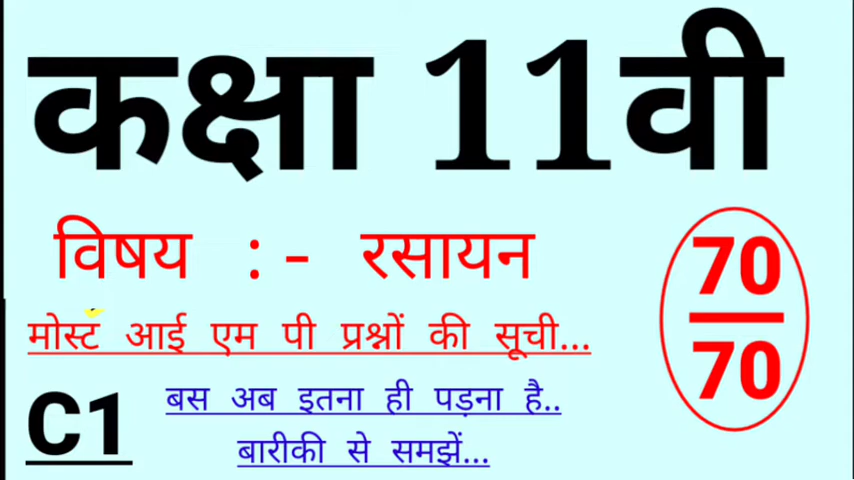 कक्षा 11वी
विषय :- रसायन
70
70
मोस्ट आई एम पी प्रश्नों की सूची...
C1
बस अब इतना ही पड़ना है..
बारीकी से समझें...